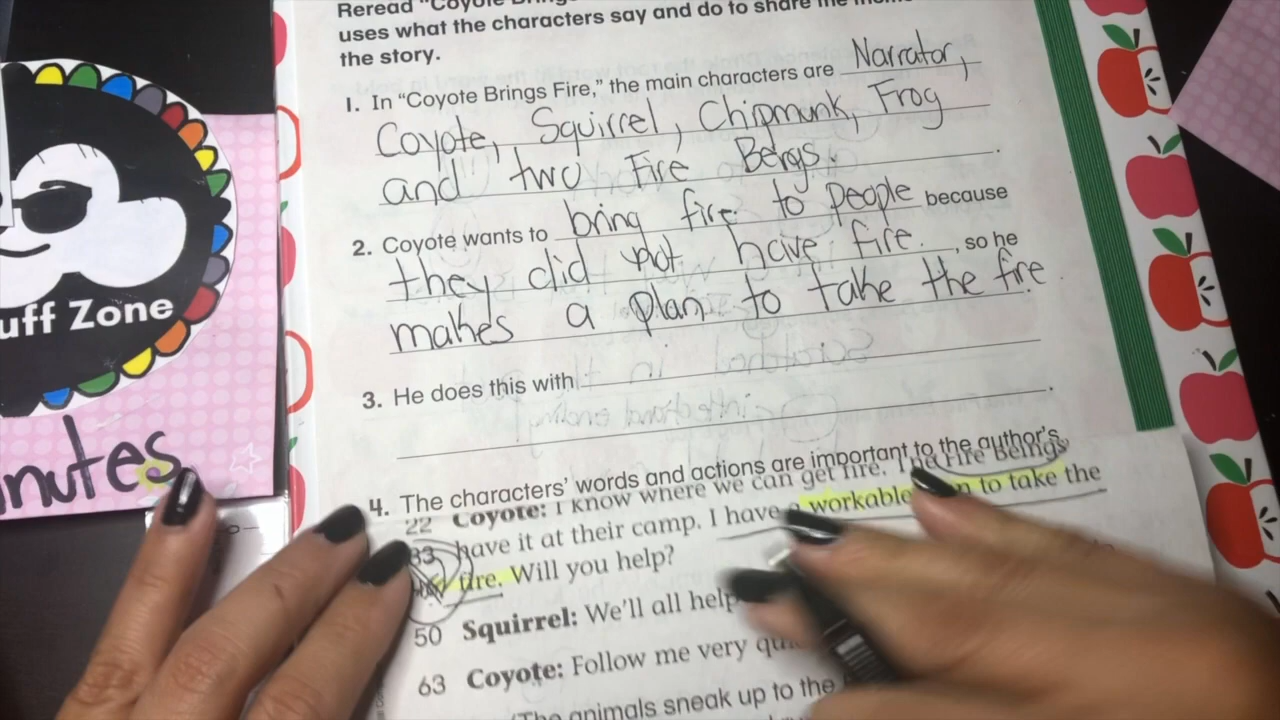 Reread "Coyote Brings
uses what the characters say and do to share the
the story.
1. In "Coyote Brings Fire," the main characters are Narrator,
Coyote, Squirrel, Chipmunk, Frog
and two Fire Beings.
2. Coyote wants to bring fire to people because
they did not have fire. , so he
makes a plan to take the fire
3. He does this with
.
4. The characters' words and actions are important to the author's
22 Coyote: I know where we can get fire. The Fire Beings
33 have it at their camp. I have a workable to take the
fire. Will you help?
50 Squirrel: We'll all help
63 Coyote: Follow me very
(The animals sneak up to the
uff Zone
nutes